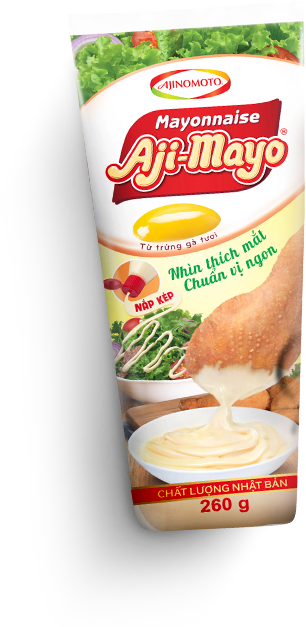 AJINOMOTO®
Mayonnaise
Aji-Mayo®
Từ trứng gà tươi
Nhìn thích mắt
Chuẩn vị ngon
NẮP KÉP
CHẤT LƯỢNG NHẬT BẢN
260 g